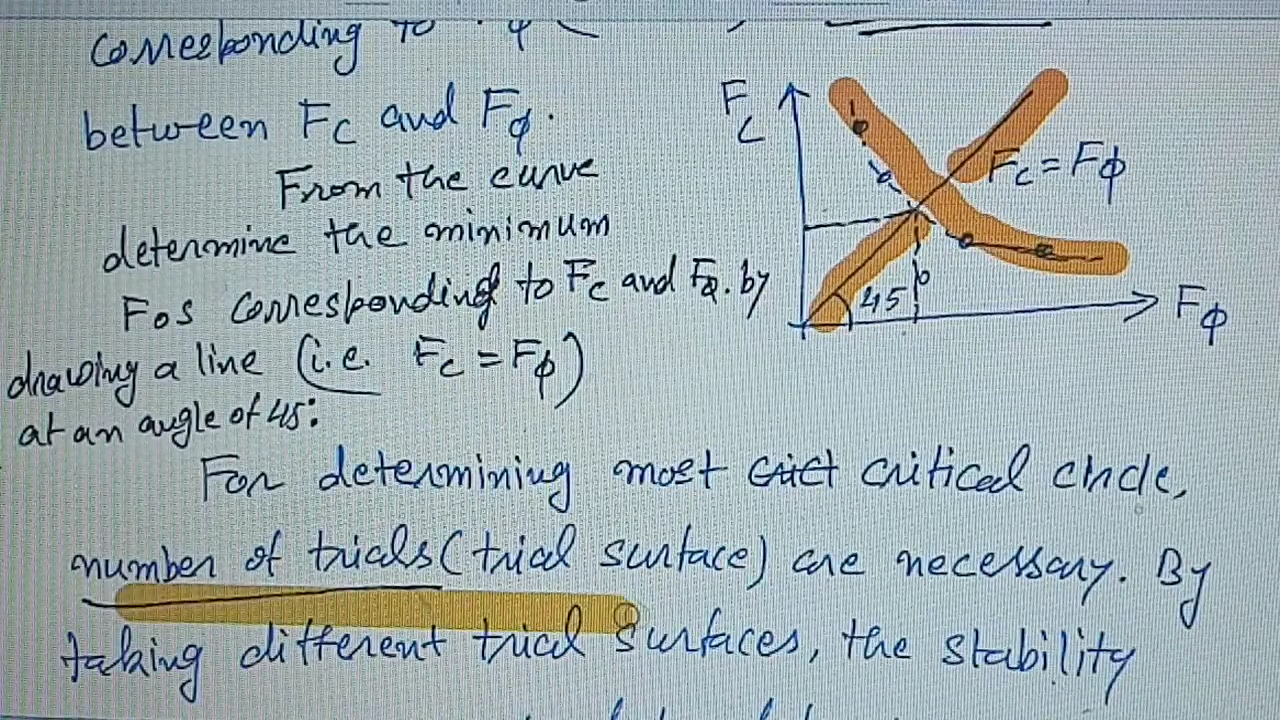 corresponding to
between Fc and Fφ.
From the curve
determine the minimum
Fos corresponding to Fc and Fφ. by
drawing a line (i.e. Fc = Fφ)
at an angle of 45°.
For determining most crict critical circle,
number of trials (trial surface) are necessary. By
taking different trial surfaces, the stability
Fc
Fc = Fφ
45°
Fφ